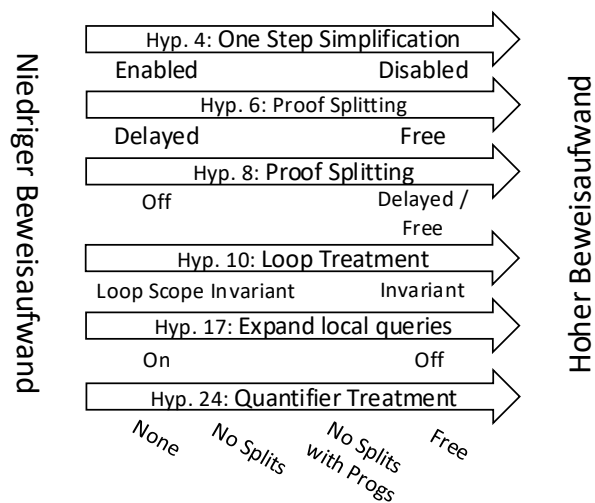 Niedriger Beweisaufwand
Hyp. 4: One Step Simplification
Enabled Disabled
Hyp. 6: Proof Splitting
Delayed Free
Hyp. 8: Proof Splitting
Off Delayed /
Free
Hyp. 10: Loop Treatment
Loop Scope Invariant Invariant
Hyp. 17: Expand local queries
On Off
Hyp. 24: Quantifier Treatment
None
No Splits
No Splits
with Progs
Free
Hoher Beweisaufwand